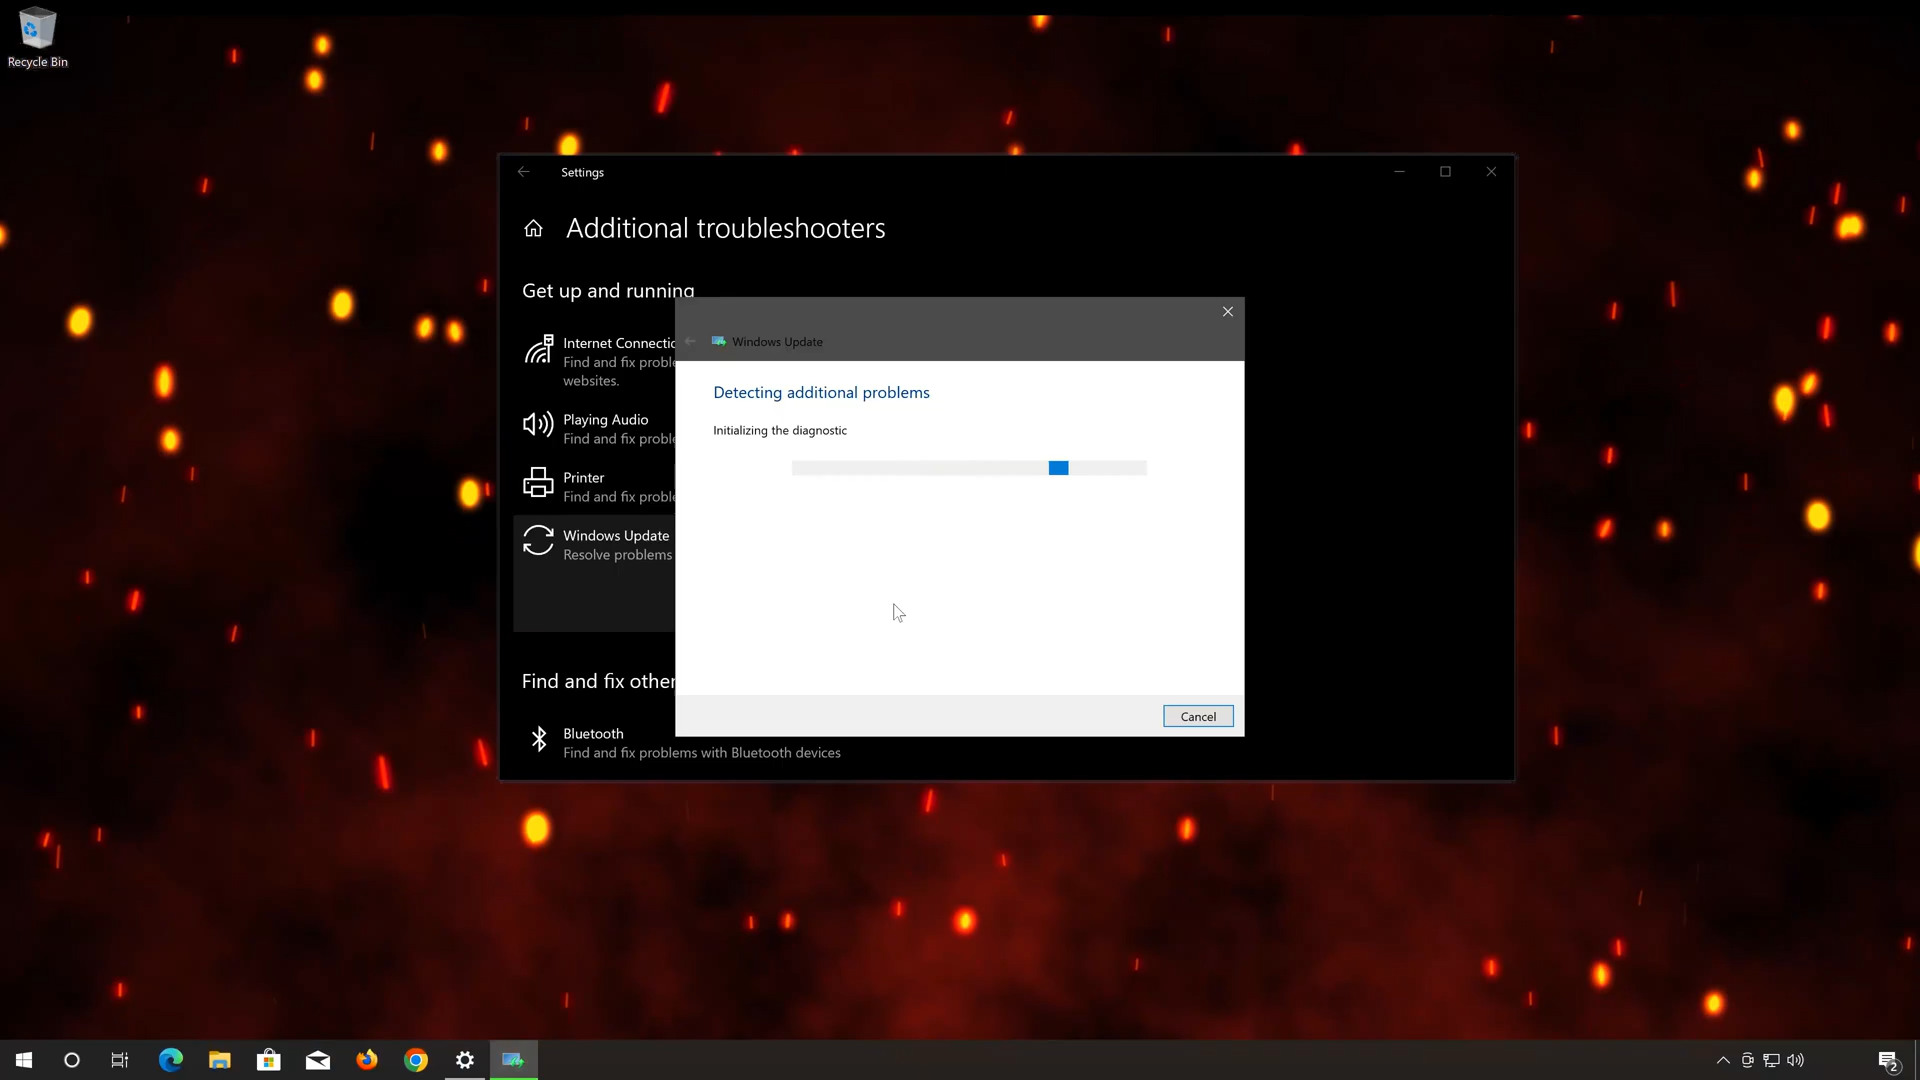 Recycle Bin
Settings
Additional troubleshooters
Get up and running
Internet Connectio
Find and fix proble
websites.
Playing Audio
Find and fix proble
Printer
Find and fix proble
Windows Update
Resolve problems
Find and fix other
Bluetooth
Find and fix problems with Bluetooth devices
Windows Update
Detecting additional problems
Initializing the diagnostic
Cancel
2